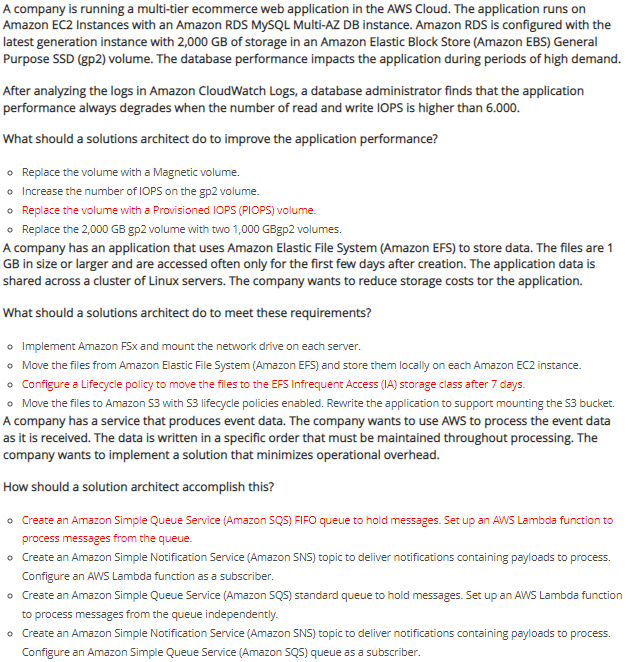 A company is running a multi-tier ecommerce web application in the AWS Cloud. The application runs on
Amazon EC2 Instances with an Amazon RDS MySQL Multi-AZ DB instance. Amazon RDS is configured with the
latest generation instance with 2,000 GB of storage in an Amazon Elastic Block Store (Amazon EBS) General
Purpose SSD (gp2) volume. The database performance impacts the application during periods of high demand.
After analyzing the logs in Amazon CloudWatch Logs, a database administrator finds that the application
performance always degrades when the number of read and write IOPS is higher than 6.000.
What should a solutions architect do to improve the application performance?
o Replace the volume with a Magnetic volume.
o Increase the number of IOPS on the gp2 volume.
o Replace the volume with a Provisioned IOPS (PIOPS) volume.
o Replace the 2,000 GB gp2 volume with two 1,000 GBgp2 volumes.
A company has an application that uses Amazon Elastic File System (Amazon EFS) to store data. The files are 1
GB in size or larger and are accessed often only for the first few days after creation. The application data is
shared across a cluster of Linux servers. The company wants to reduce storage costs tor the application.
What should a solutions architect do to meet these requirements?
o Implement Amazon FSx and mount the network drive on each server.
o Move the files from Amazon Elastic File System (Amazon EFS) and store them locally on each Amazon EC2 instance.
o Configure a Lifecycle policy to move the files to the EFS Infrequent Access (IA) storage class after 7 days.
o Move the files to Amazon S3 with S3 lifecycle policies enabled. Rewrite the application to support mounting the S3 bucket.
A company has a service that produces event data. The company wants to use AWS to process the event data
as it is received. The data is written in a specific order that must be maintained throughout processing. The
company wants to implement a solution that minimizes operational overhead.
How should a solution architect accomplish this?
o Create an Amazon Simple Queue Service (Amazon SQS) FIFO queue to hold messages. Set up an AWS Lambda function to
process messages from the queue.
o Create an Amazon Simple Notification Service (Amazon SNS) topic to deliver notifications containing payloads to process.
Configure an AWS Lambda function as a subscriber.
o Create an Amazon Simple Queue Service (Amazon SQS) standard queue to hold messages. Set up an AWS Lambda function
to process messages from the queue independently.
o Create an Amazon Simple Notification Service (Amazon SNS) topic to deliver notifications containing payloads to process.
Configure an Amazon Simple Queue Service (Amazon SQS) queue as a subscriber.